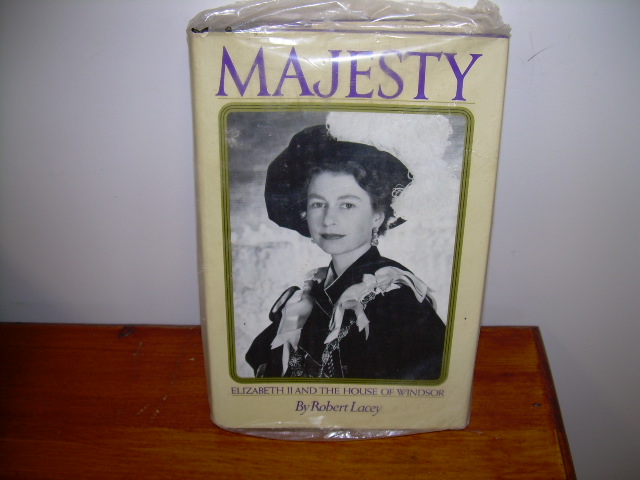 MAJESTY
ELIZABETH II AND THE HOUSE OF WINDSOR
By Robert Lacey